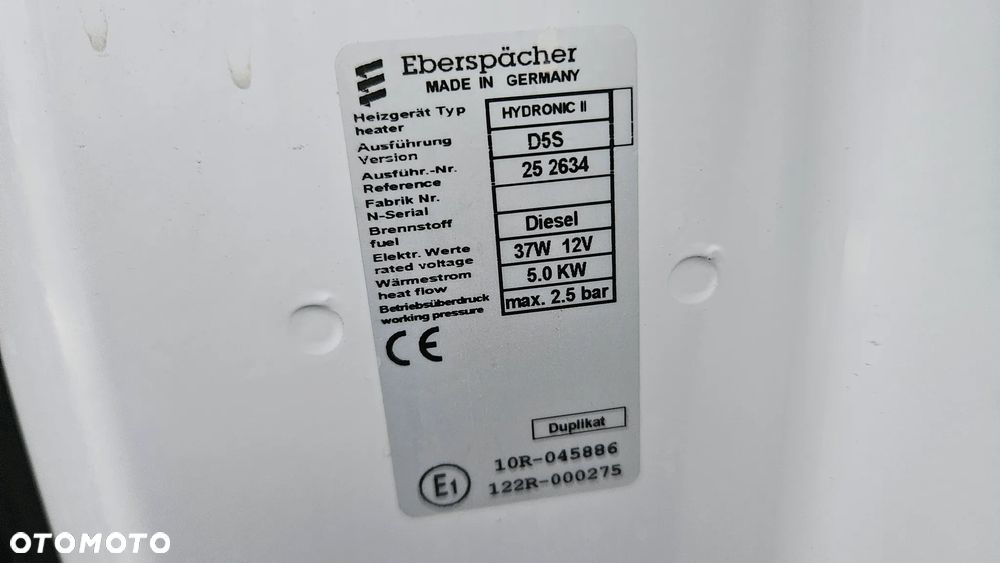 Eberspächer
MADE IN GERMANY
Heizgerät Typ
heater
HYDRONIC II
Ausführung
Version
D5S
Ausführ.-Nr.
Reference
25 2634
Fabrik Nr.
N-Serial
Brennstoff
fuel
Diesel
Elektr. Werte
rated voltage
37W 12V
Wärmestrom
heat flow
5.0 KW
Betriebsüberdruck
working pressure
max. 2.5 bar
CE
Duplikat
10R-045886
E1
122R-000275
OTOMOTO